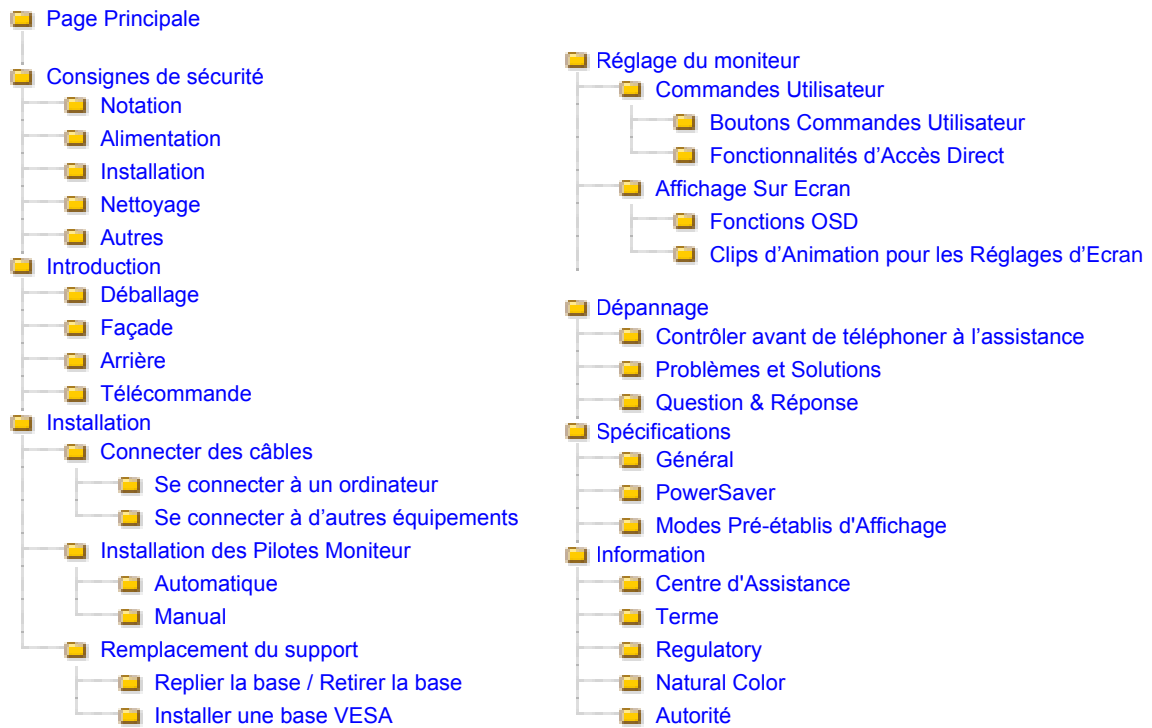 Page Principale
Consignes de sécurité
Notation
Alimentation
Installation
Nettoyage
Autres
Introduction
Déballage
Façade
Arrière
Télécommande
Installation
Connecter des câbles
Se connecter à un ordinateur
Se connecter à d’autres équipements
Installation des Pilotes Moniteur
Automatique
Manual
Remplacement du support
Replier la base / Retirer la base
Installer une base VESA
Réglage du moniteur
Commandes Utilisateur
Boutons Commandes Utilisateur
Fonctionnalités d’Accès Direct
Affichage Sur Ecran
Fonctions OSD
Clips d’Animation pour les Réglages d’Ecran
Dépannage
Contrôler avant de téléphoner à l’assistance
Problèmes et Solutions
Question & Réponse
Spécifications
Général
PowerSaver
Modes Pré-établis d'Affichage
Information
Centre d'Assistance
Terme
Regulatory
Natural Color
Autorité